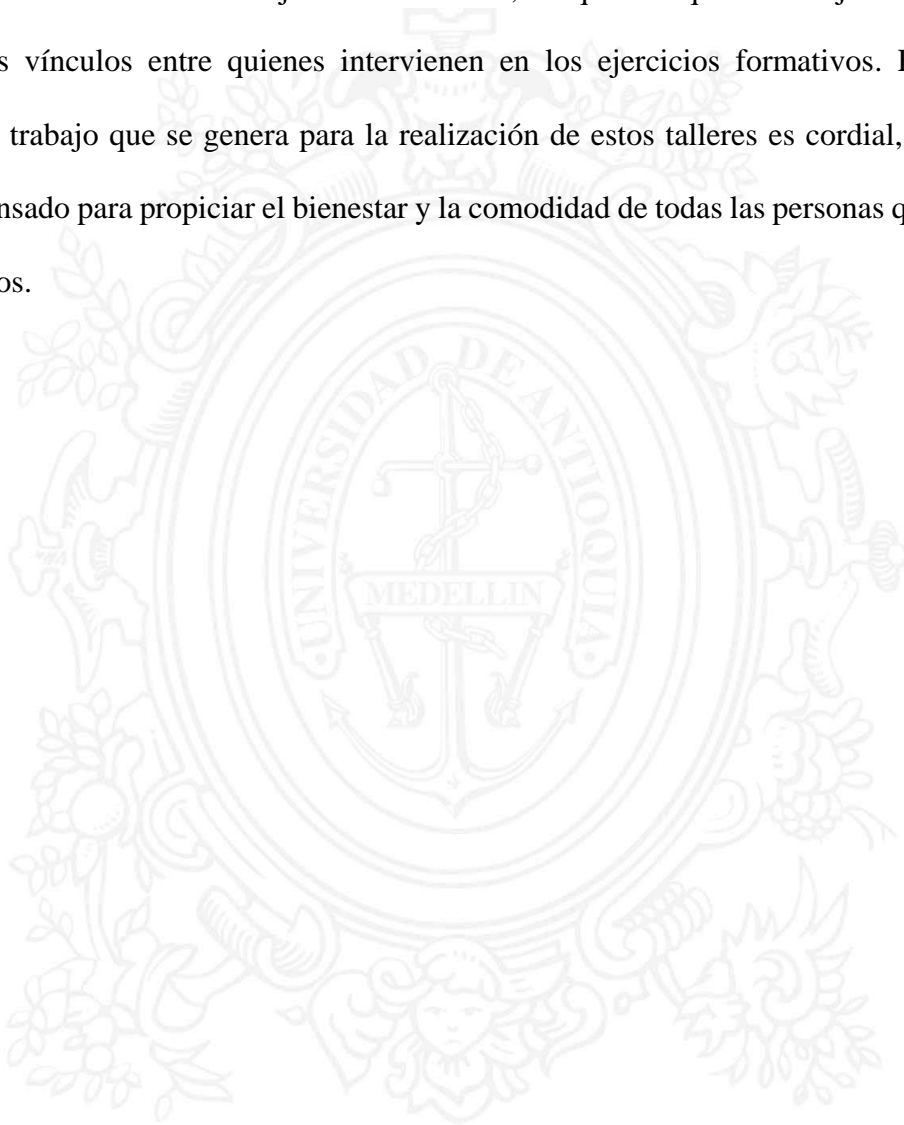 s vínculos entre quienes intervienen en los ejercicios formativos.
trabajo que se genera para la realización de estos talleres es cordial,
nsado para propiciar el bienestar y la comodidad de todas las personas q
os.
UNIVERSIDAD DE ANTIOQUIA
MEDELLIN